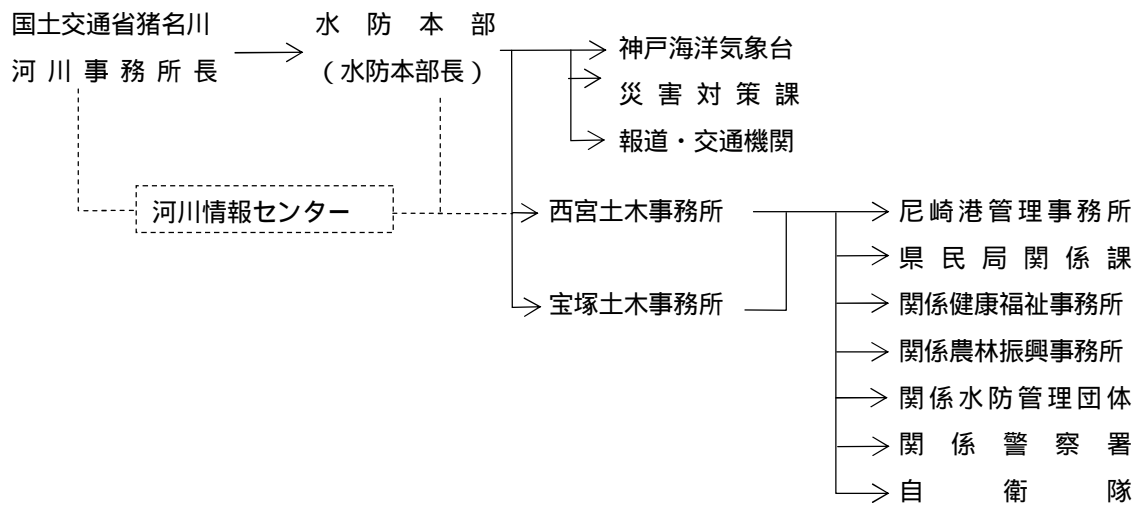 国土交通省猪名川
河川事務所長
水防本部
(水防本部長)
神戸海洋気象台
災害対策課
報道・交通機関
河川情報センター
西宮土木事務所
宝塚土木事務所
尼崎港管理事務所
県民局関係課
関係健康福祉事務所
関係農林振興事務所
関係水防管理団体
関係警察署
自衛隊